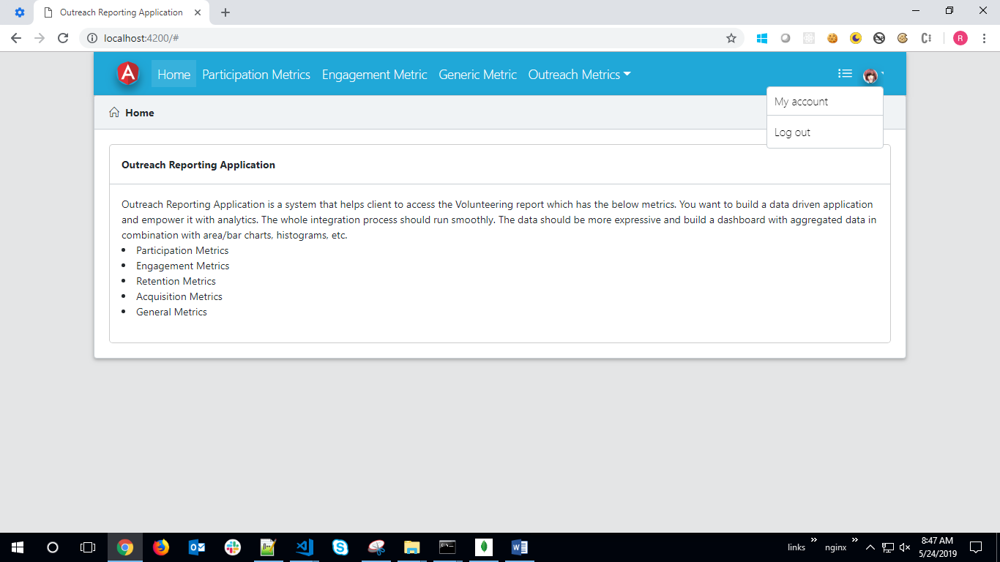 Outreach Reporting Application
localhost:4200/#
R
Home
Participation Metrics
Engagement Metric
Generic Metric
Outreach Metrics
My account
Log out
Home
Outreach Reporting Application
Outreach Reporting Application is a system that helps client to access the Volunteering report which has the below metrics. You want to build a data driven application
and empower it with analytics. The whole integration process should run smoothly. The data should be more expressive and build a dashboard with aggregated data in
combination with area/bar charts, histograms, etc.
• Participation Metrics
• Engagement Metrics
• Retention Metrics
• Acquisition Metrics
• General Metrics
links
nginx
8:47 AM
5/24/2019